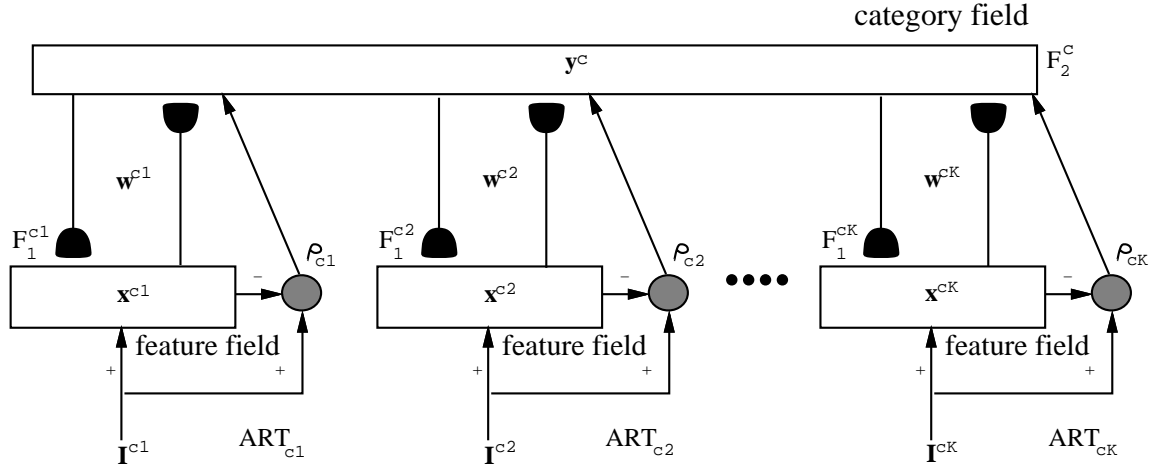 category field
y^c F_2^c
w^c1 w^c2 w^cK
F_1^c1 ρ_c1 F_1^c2 ρ_c2 F_1^cK ρ_cK
x^c1 − x^c2 − x^cK −
feature field feature field feature field
+ + + + + +
I^c1 ART_c1 I^c2 ART_c2 I^cK ART_cK